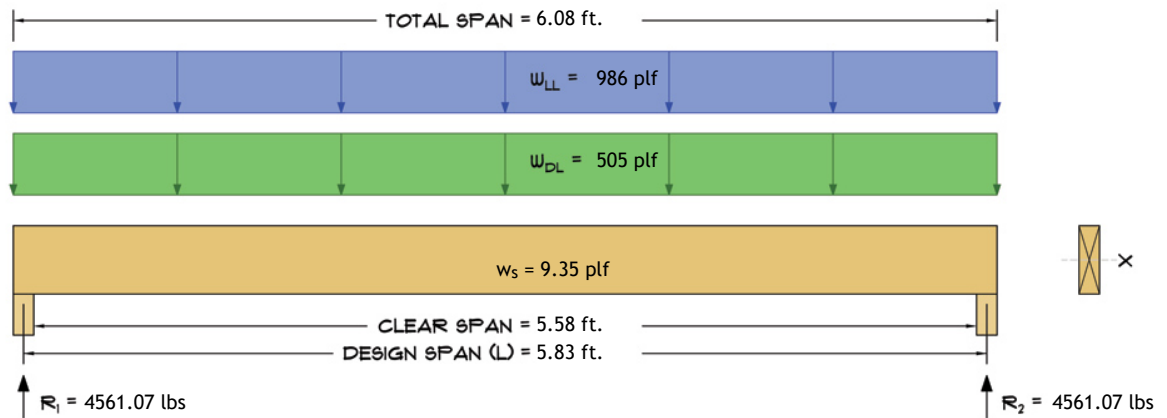 TOTAL SPAN = 6.08 ft.
WLL = 986 plf
WDL = 505 plf
ws = 9.35 plf
X
CLEAR SPAN = 5.58 ft.
DESIGN SPAN (L) = 5.83 ft.
R1 = 4561.07 lbs
R2 = 4561.07 lbs